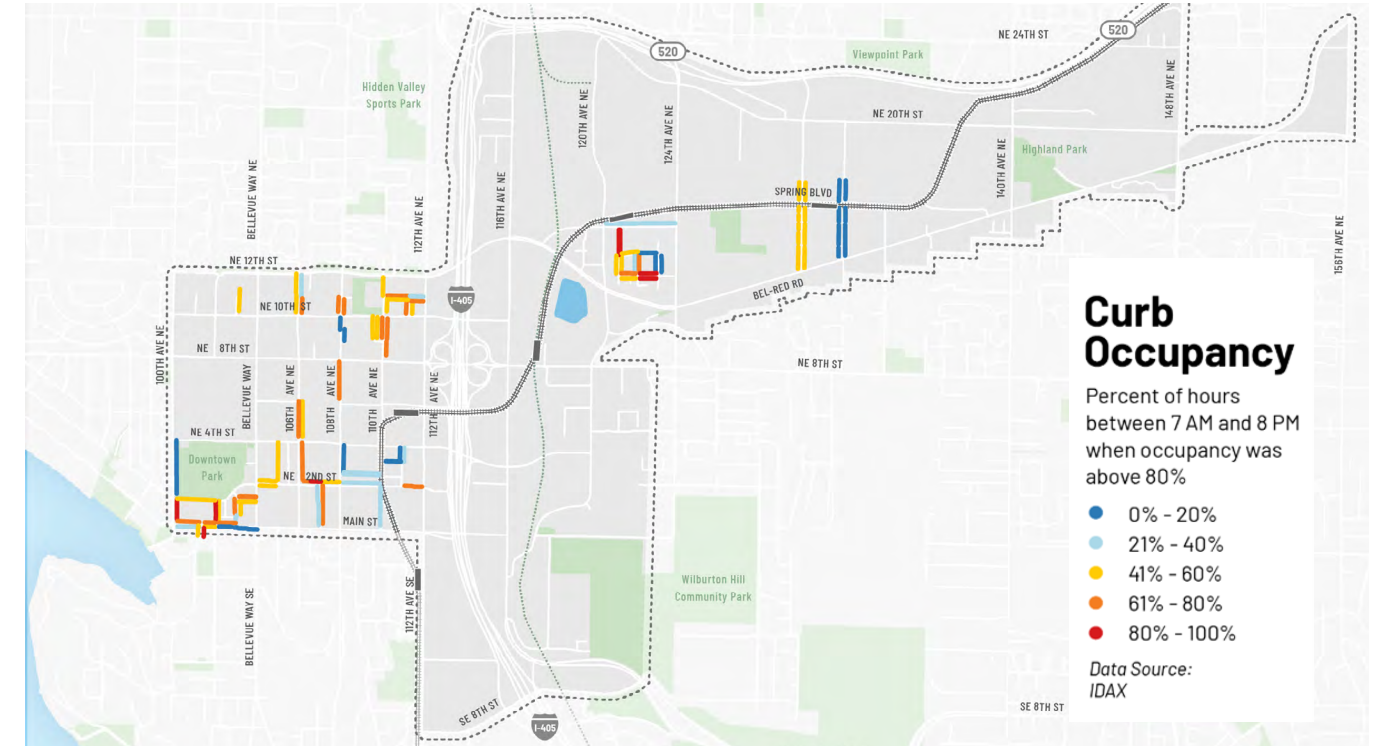 NE 24TH ST
520
520
Viewpoint Park
Hidden Valley
Sports Park
148TH AVE NE
120TH AVE NE
124TH AVE NE
NE 20TH ST
140TH AVE NE
Highland Park
BELLEVUE WAY NE
116TH AVE NE
112TH AVE NE
SPRING BLVD
156TH AVE NE
NE 12TH ST
BEL-RED RD
I-405
NE 10TH ST
100TH AVE NE
NE 8TH ST
NE 8TH ST
BELLEVUE WAY
106TH AVE NE
108TH AVE NE
110TH AVE NE
112TH AVE NE
NE 4TH ST
Downtown
Park
NE 2ND ST
MAIN ST
Wilburton Hill
Community Park
112TH AVE SE
BELLEVUE WAY SE
SE 8TH ST
I-405
SE 8TH ST
Curb
Occupancy
Percent of hours
between 7 AM and 8 PM
when occupancy was
above 80%
0% - 20%
21% - 40%
41% - 60%
61% - 80%
80% - 100%
Data Source:
IDAX